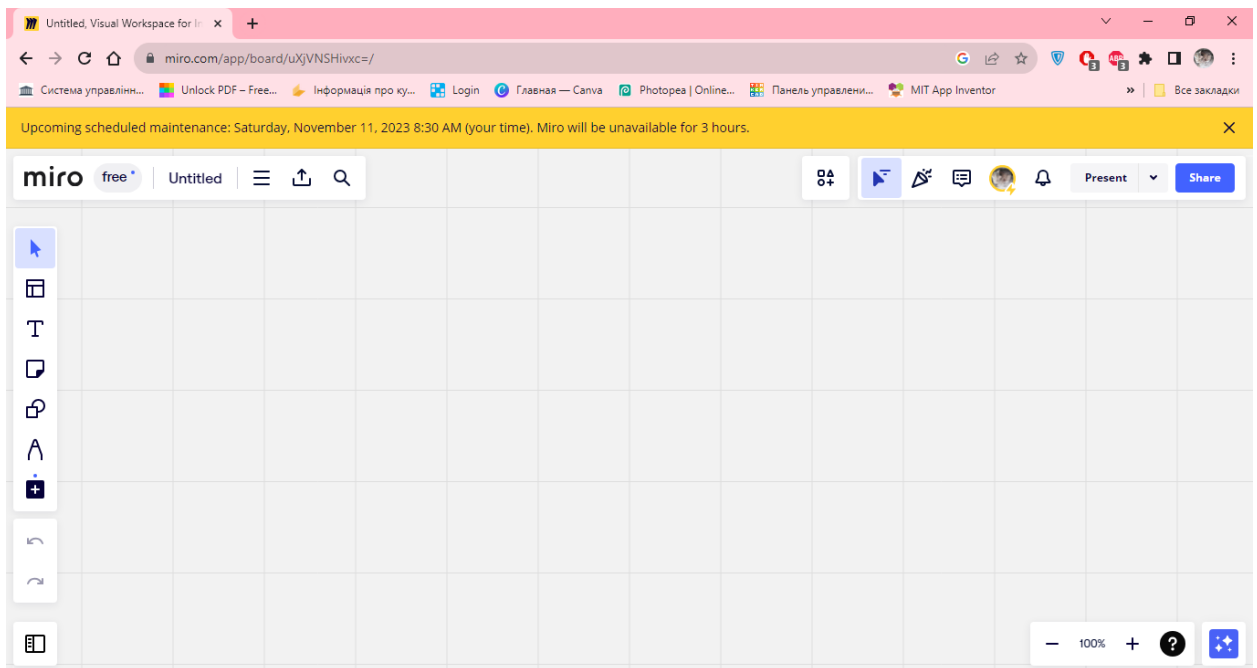 Untitled, Visual Workspace for In
miro.com/app/board/uXjVNSHivxc=/
Система управлінн... Unlock PDF – Free... Інформація про ку... Login Главная — Canva Photopea | Online... Панель управлени... MIT App Inventor » Все закладки
Upcoming scheduled maintenance: Saturday, November 11, 2023 8:30 AM (your time). Miro will be unavailable for 3 hours.
miro free Untitled Present Share
100%